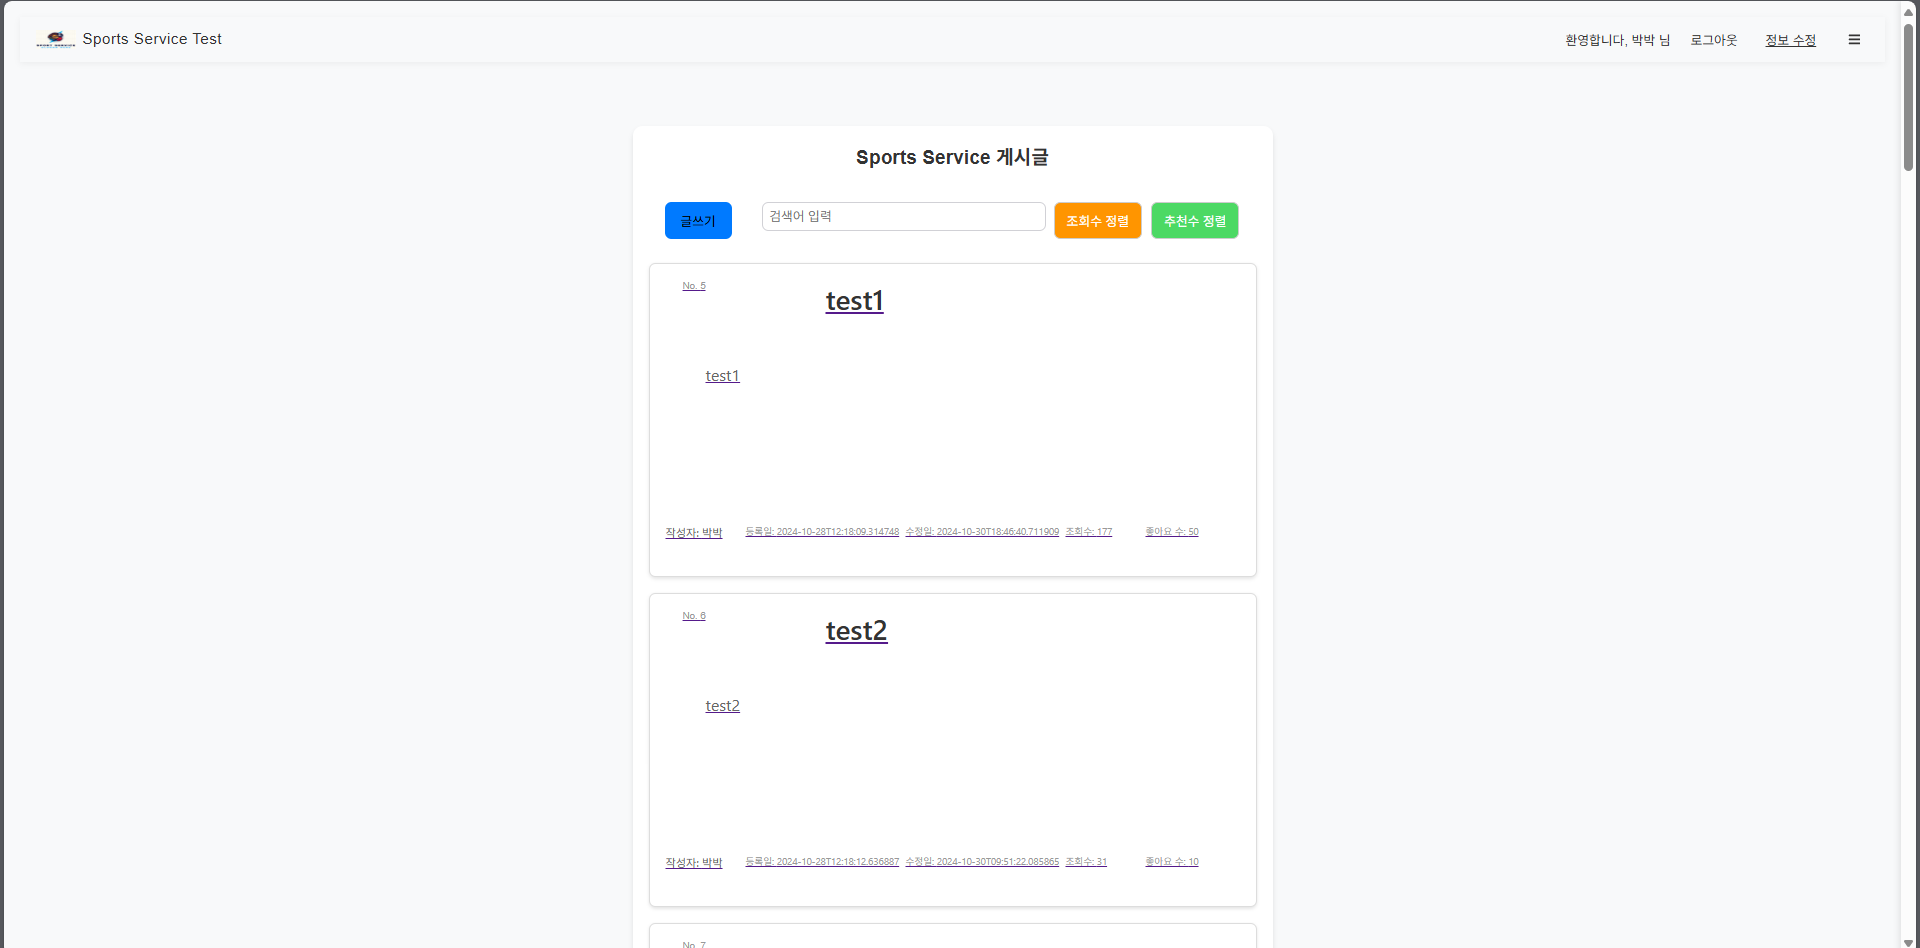 Sports Service Test
환영합니다, 박박 님 로그아웃 정보 수정
Sports Service 게시글
글쓰기 검색어 입력 조회수 정렬 추천수 정렬
No. 5
test1
test1
작성자: 박박 등록일: 2024-10-28T12:18:09.314748 수정일: 2024-10-30T18:46:40.711909 조회수: 177 좋아요 수: 50
No. 6
test2
test2
작성자: 박박 등록일: 2024-10-28T12:18:12.636887 수정일: 2024-10-30T09:51:22.085865 조회수: 31 좋아요 수: 10
No. 7